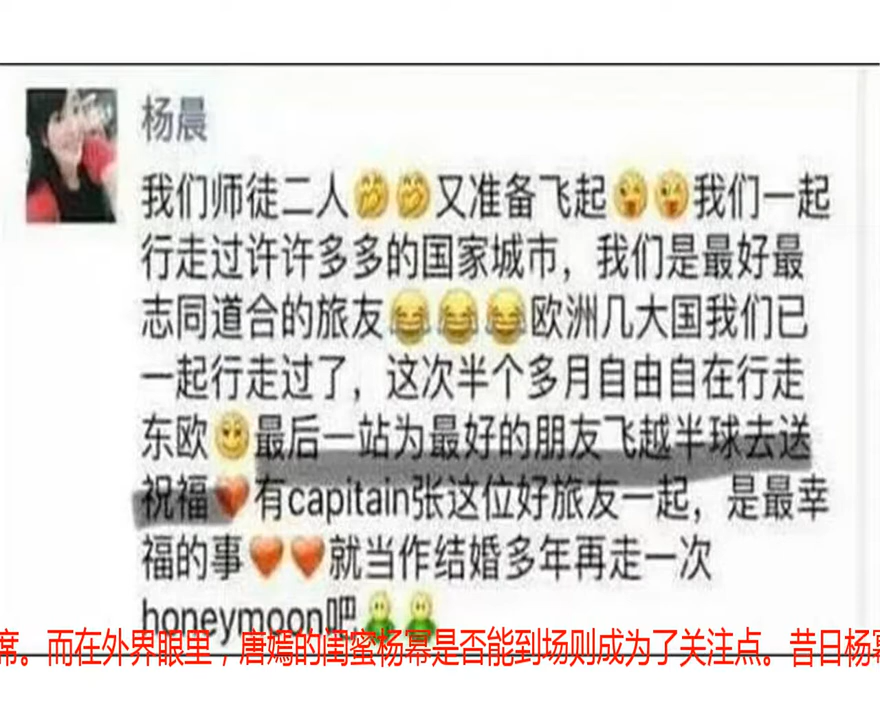 杨晨
我们师徒二人🤭🤭又准备飞起😘😘我们一起
行走过许许多多的国家城市，我们是最好最
志同道合的旅友😂😂😂欧洲几大国我们已
一起行走过了，这次半个多月自由自在行走
东欧🙂最后一站为最好的朋友飞越半球去送
祝福❤有capitain张这位好旅友一起，是最幸
福的事❤❤就当作结婚多年再走一次
honeymoon吧
席。而在外界眼里，唐嫣的闺蜜杨幂是否能到场则成为了关注点。昔日杨幂